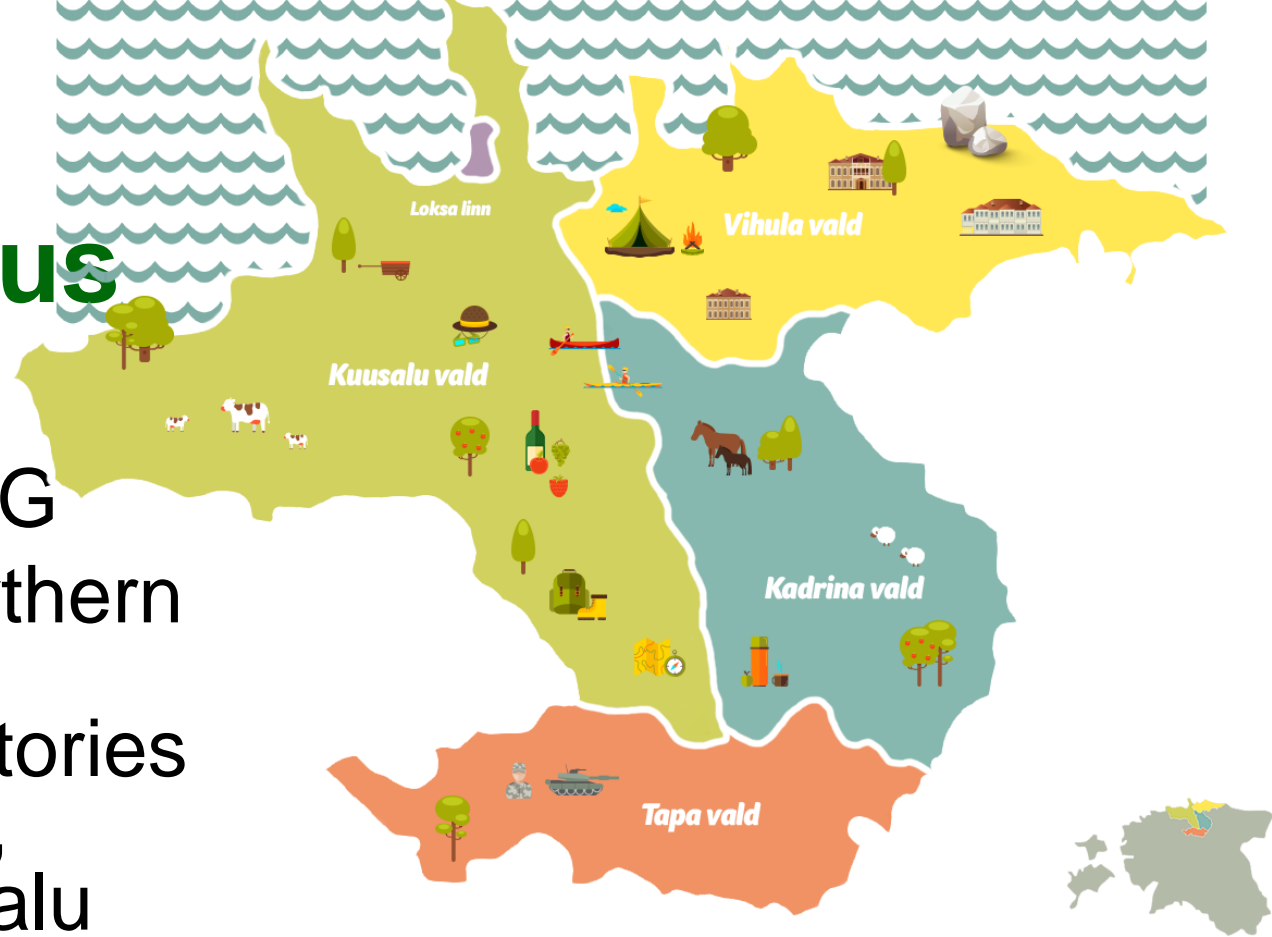 us
G
thern
tories
,
alu
Loksa linn
Vihula vald
Kuusalu vald
Kadrina vald
Tapa vald